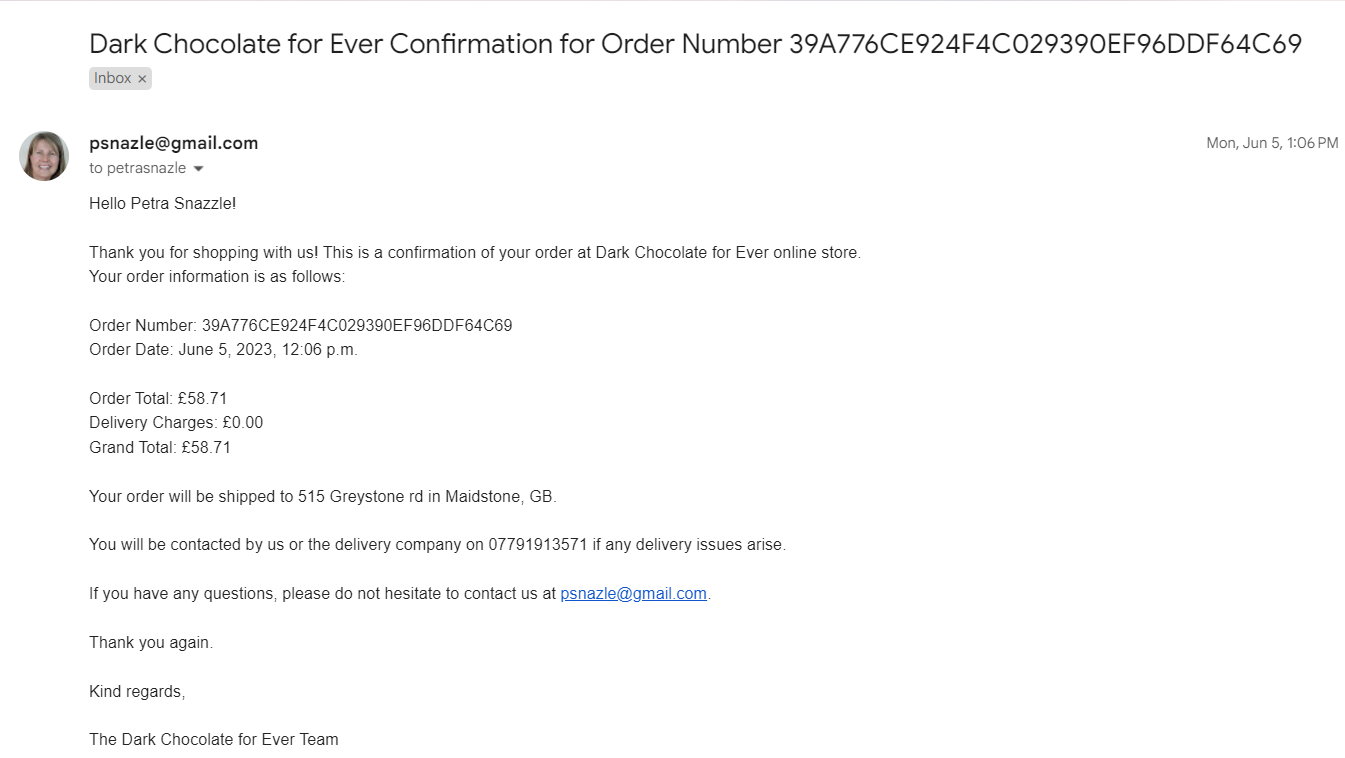 Dark Chocolate for Ever Confirmation for Order Number 39A776CE924F4C029390EF96DDF64C69
Inbox ×
psnazle@gmail.com
Mon, Jun 5, 1:06 PM
to petrasnazle
Hello Petra Snazzle!
Thank you for shopping with us! This is a confirmation of your order at Dark Chocolate for Ever online store.
Your order information is as follows:
Order Number: 39A776CE924F4C029390EF96DDF64C69
Order Date: June 5, 2023, 12:06 p.m.
Order Total: £58.71
Delivery Charges: £0.00
Grand Total: £58.71
Your order will be shipped to 515 Greystone rd in Maidstone, GB.
You will be contacted by us or the delivery company on 07791913571 if any delivery issues arise.
If you have any questions, please do not hesitate to contact us at psnazle@gmail.com.
Thank you again.
Kind regards,
The Dark Chocolate for Ever Team